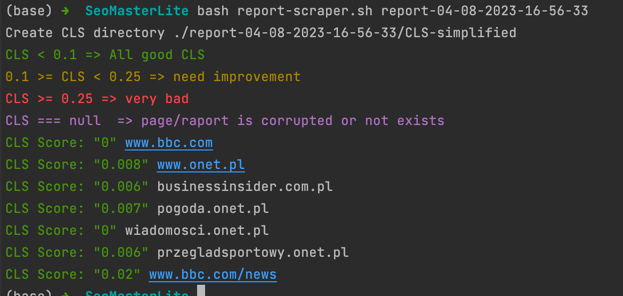 (base) ➜ SeoMasterLite bash report-scraper.sh report-04-08-2023-16-56-33
Create CLS directory ./report-04-08-2023-16-56-33/CLS-simplified
CLS < 0.1 => All good CLS
0.1 >= CLS < 0.25 => need improvement
CLS >= 0.25 => very bad
CLS === null  => page/raport is corrupted or not exists
CLS Score: "0" www.bbc.com
CLS Score: "0.008" www.onet.pl
CLS Score: "0.006" businessinsider.com.pl
CLS Score: "0.007" pogoda.onet.pl
CLS Score: "0" wiadomosci.onet.pl
CLS Score: "0.006" przegladsportowy.onet.pl
CLS Score: "0.02" www.bbc.com/news
(base) ➜ SeoMasterLite